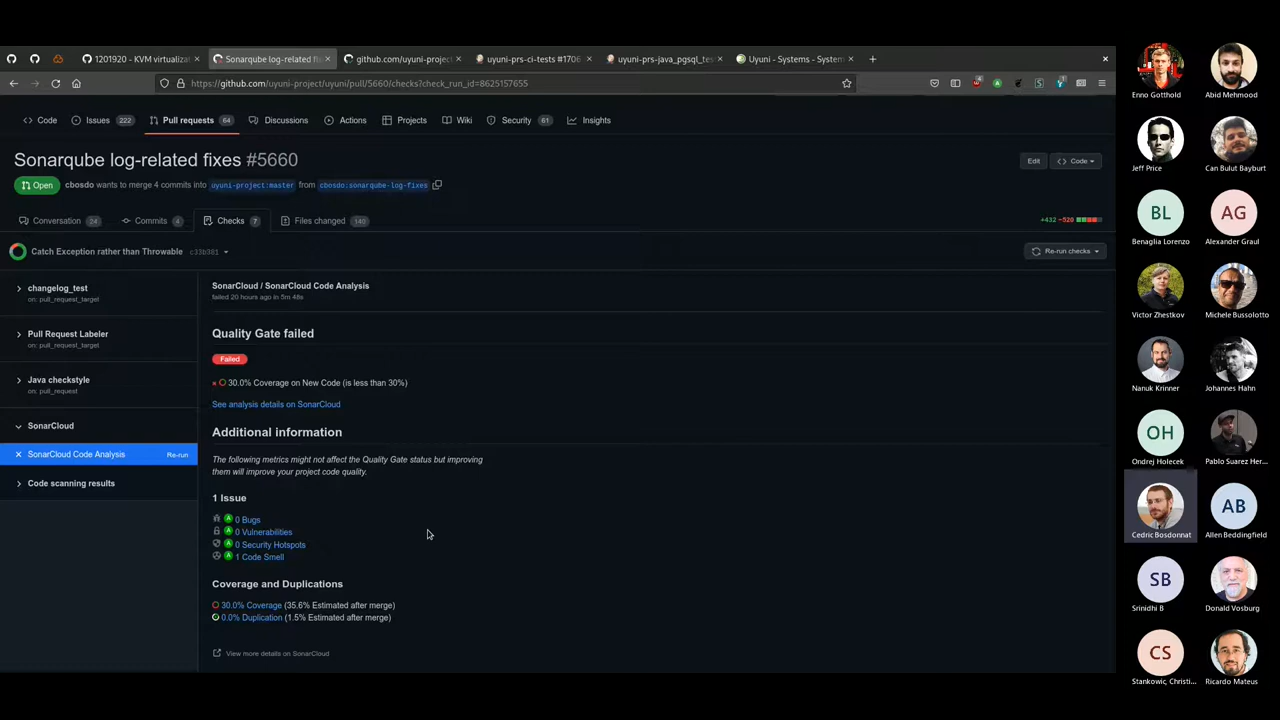 1201920 - KVM virtualizat
Sonarqube log-related fixe
github.com/uyuni-projec
uyuni-prs-ci-tests #1706
uyuni-prs-java_pgsql_tes
Uyuni - Systems - System
https://github.com/uyuni-project/uyuni/pull/5660/checks?check_run_id=8625157655
Code
Issues 222
Pull requests 64
Discussions
Actions
Projects
Wiki
Security 61
Insights
Sonarqube log-related fixes #5660
Edit
Code
Open cbosdo wants to merge 4 commits into uyuni-project:master from cbosdo:sonarqube-log-fixes
Conversation 24
Commits 4
Checks 7
Files changed 140
+432 −520
Catch Exception rather than Throwable c33b381
Re-run checks
changelog_test
on: pull_request_target
Pull Request Labeler
on: pull_request_target
Java checkstyle
on: pull_request
SonarCloud
SonarCloud Code Analysis Re-run
Code scanning results
SonarCloud / SonarCloud Code Analysis
failed 20 hours ago in 5m 48s
Quality Gate failed
Failed
30.0% Coverage on New Code (is less than 30%)
See analysis details on SonarCloud
Additional information
The following metrics might not affect the Quality Gate status but improving
them will improve your project code quality.
1 Issue
A 0 Bugs
A 0 Vulnerabilities
A 0 Security Hotspots
A 1 Code Smell
Coverage and Duplications
30.0% Coverage (35.6% Estimated after merge)
0.0% Duplication (1.5% Estimated after merge)
View more details on SonarCloud
Enno Gotthold
Abid Mehmood
Jeff Price
Can Bulut Bayburt
BL
AG
Benaglia Lorenzo
Alexander Graul
Victor Zhestkov
Michele Bussolotto
Nanuk Krinner
Johannes Hahn
OH
Ondrej Holecek
Pablo Suarez Her...
AB
Cedric Bosdonnat
Allen Beddingfield
SB
Srinidhi B
Donald Vosburg
CS
Stankowic, Christi...
Ricardo Mateus